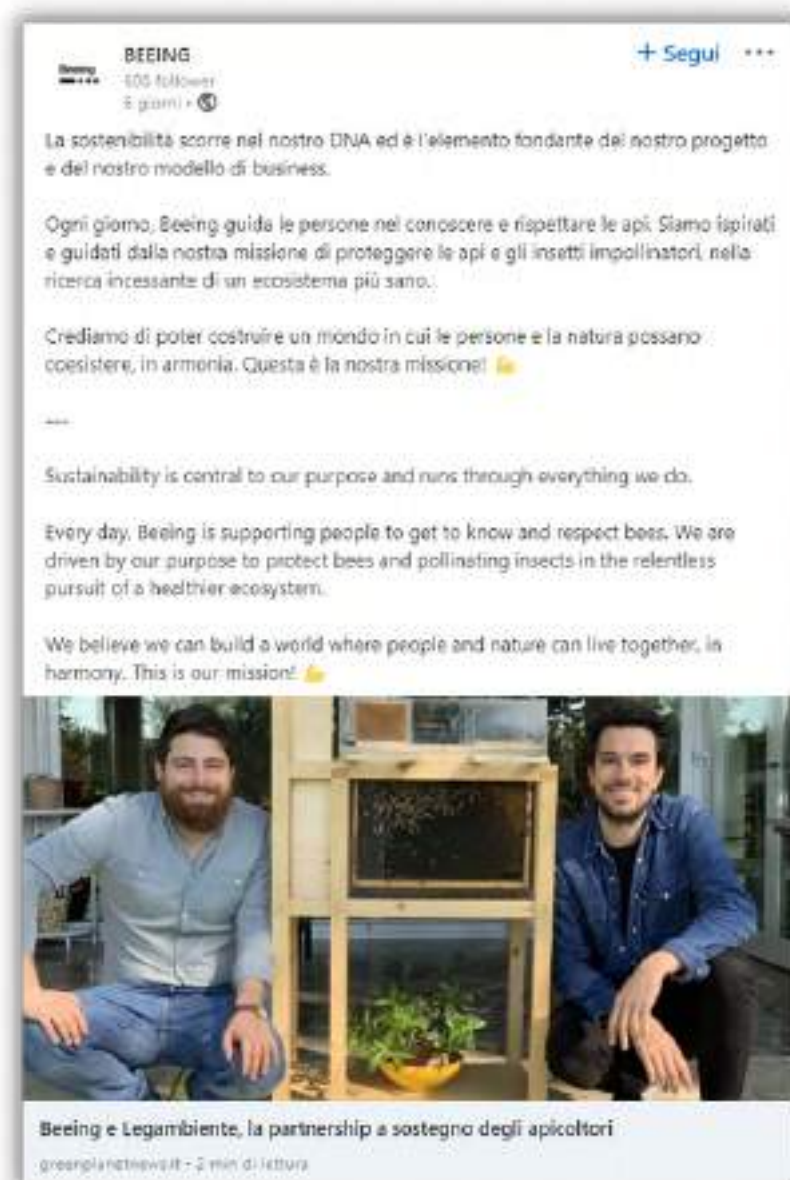 Beeing
BEEING
+ Segui
608 follower
6 giorni •
La sostenibilità scorre nel nostro DNA ed è l'elemento fondante del nostro progetto
e del nostro modello di business.
Ogni giorno, Beeing guida le persone nel conoscere e rispettare le api. Siamo ispirati
e guidati dalla nostra missione di proteggere le api e gli insetti impollinatori, nella
ricerca incessante di un ecosistema più sano.
Crediamo di poter costruire un mondo in cui le persone e la natura possano
coesistere, in armonia. Questa è la nostra missione! 💪
---
Sustainability is central to our purpose and runs through everything we do.
Every day, Beeing is supporting people to get to know and respect bees. We are
driven by our purpose to protect bees and pollinating insects in the relentless
pursuit of a healthier ecosystem.
We believe we can build a world where people and nature can live together, in
harmony. This is our mission! 💪
Beeing e Legambiente, la partnership a sostegno degli apicoltori
greenplanetnews.it • 2 min di lettura